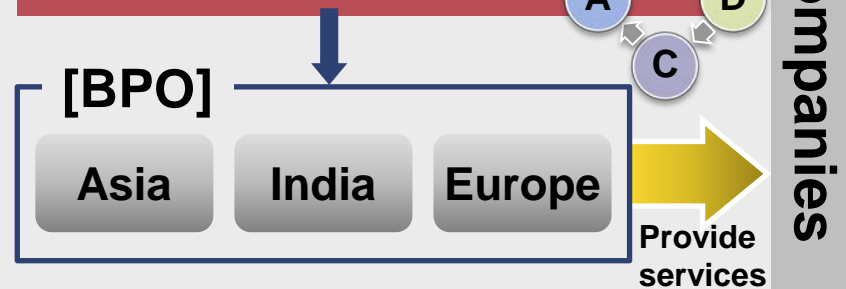 A
D
C
[BPO]
Asia India Europe
Provide
services
ompanies